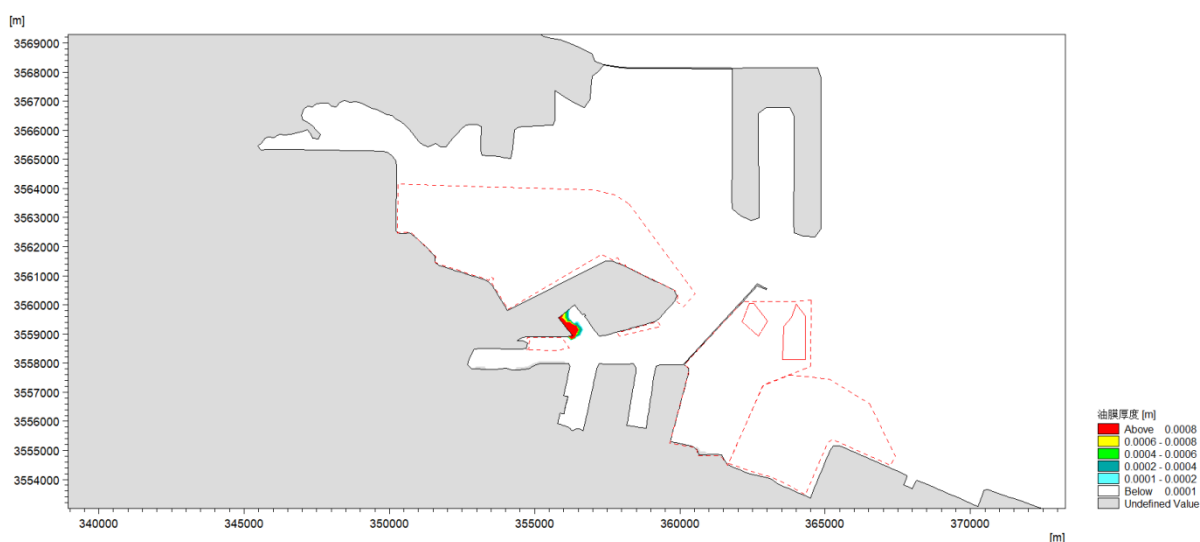 [m]
3569000
3568000
3567000
3566000
3565000
3564000
3563000
3562000
3561000
3560000
3559000
3558000
3557000
3556000
3555000
3554000
340000 345000 350000 355000 360000 365000 370000
[m]
油膜厚度 [m]
Above 0.0008
0.0006 - 0.0008
0.0004 - 0.0006
0.0002 - 0.0004
0.0001 - 0.0002
Below 0.0001
Undefined Value